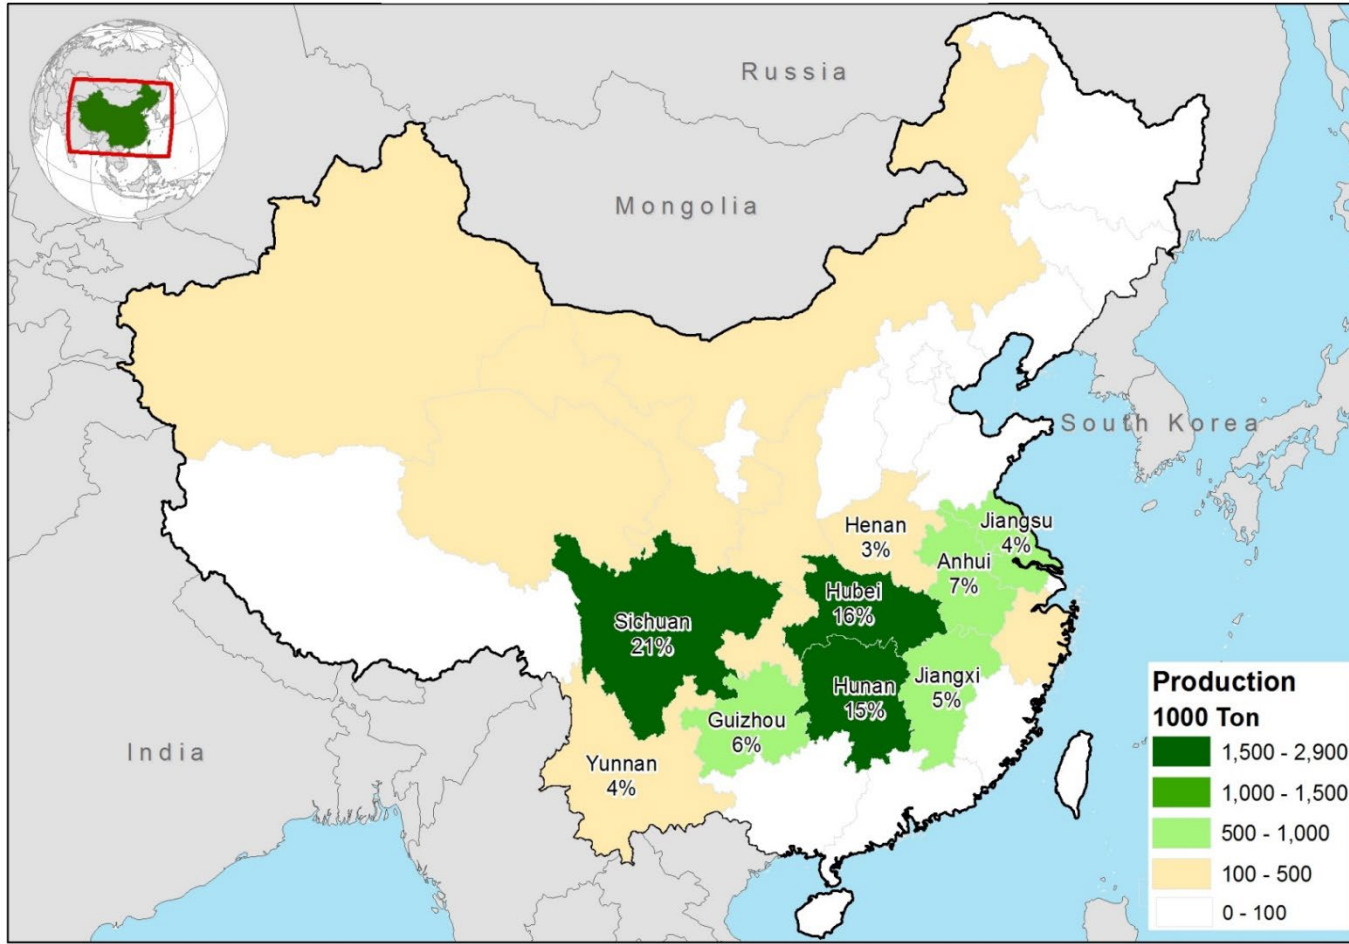 Russia
Mongolia
South Korea
Henan
3%
Jiangsu
4%
Anhui
7%
Hubei
16%
Sichuan
21%
Hunan
15%
Jiangxi
5%
Guizhou
6%
Yunnan
4%
India
Production
1000 Ton
1,500 - 2,900
1,000 - 1,500
500 - 1,000
100 - 500
0 - 100